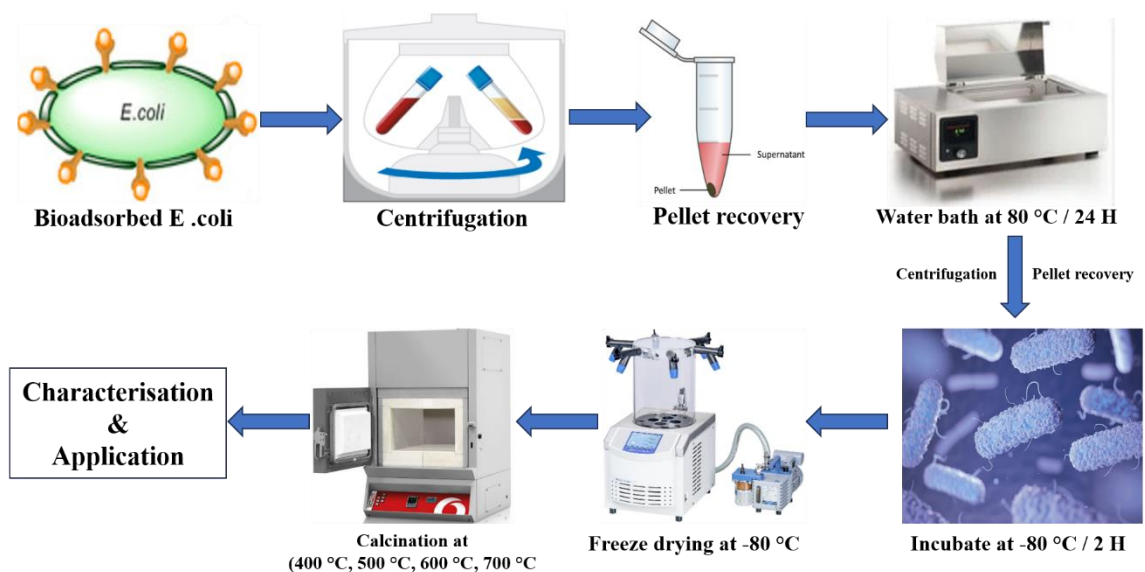 E.coli
Bioadsorbed E .coli
Centrifugation
Supernatant
Pellet
Pellet recovery
Water bath at 80 °C / 24 H
Centrifugation
Pellet recovery
Incubate at -80 °C / 2 H
Freeze drying at -80 °C
Calcination at
(400 °C, 500 °C, 600 °C, 700 °C
Characterisation
&
Application